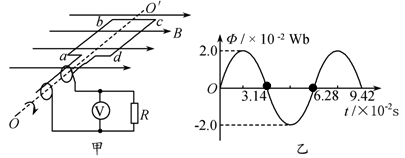 O′
b
c
B
a
d
O
V
R
甲
Φ/×10⁻² Wb
2.0
O
3.14
6.28
9.42
t/×10⁻²s
-2.0
乙